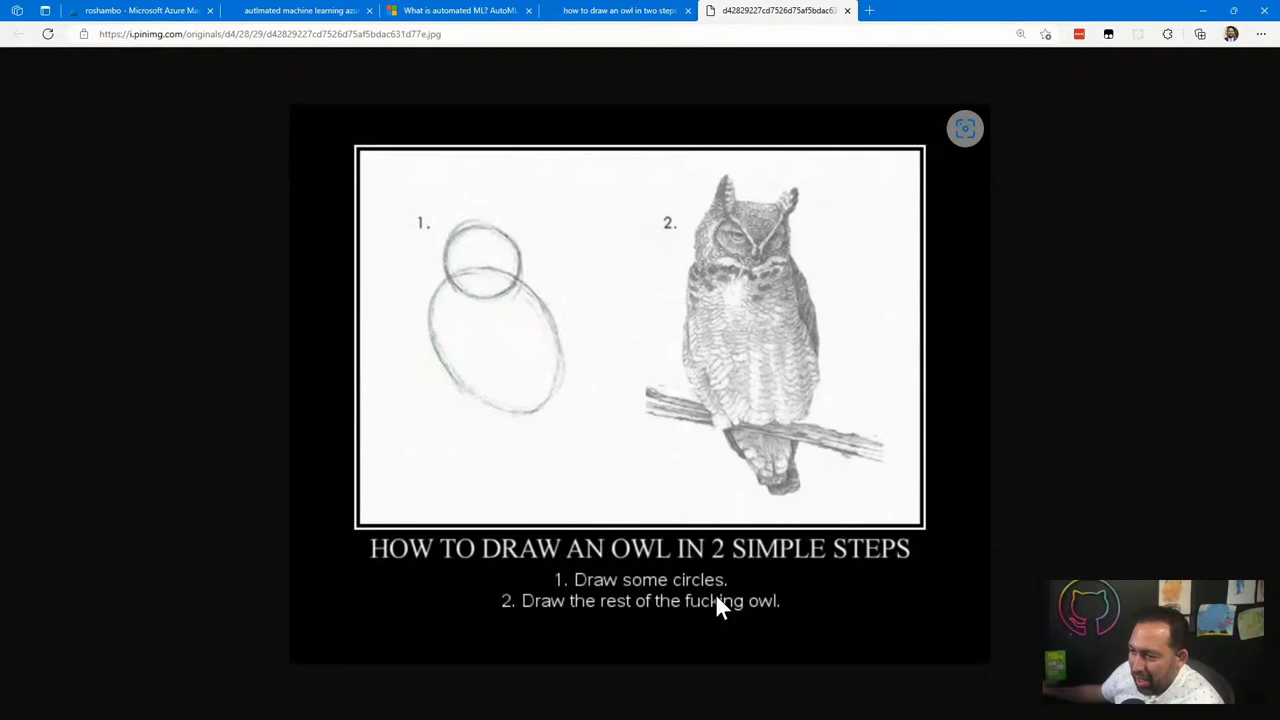 roshambo - Microsoft Azure Ma
autimated machine learning azu
What is automated ML? AutoML
how to draw an owl in two steps
d42829227cd7526d75af5bdac63
https://i.pinimg.com/originals/d4/28/29/d42829227cd7526d75af5bdac631d77e.jpg
1.
2.
HOW TO DRAW AN OWL IN 2 SIMPLE STEPS
1. Draw some circles.
2. Draw the rest of the fucking owl.